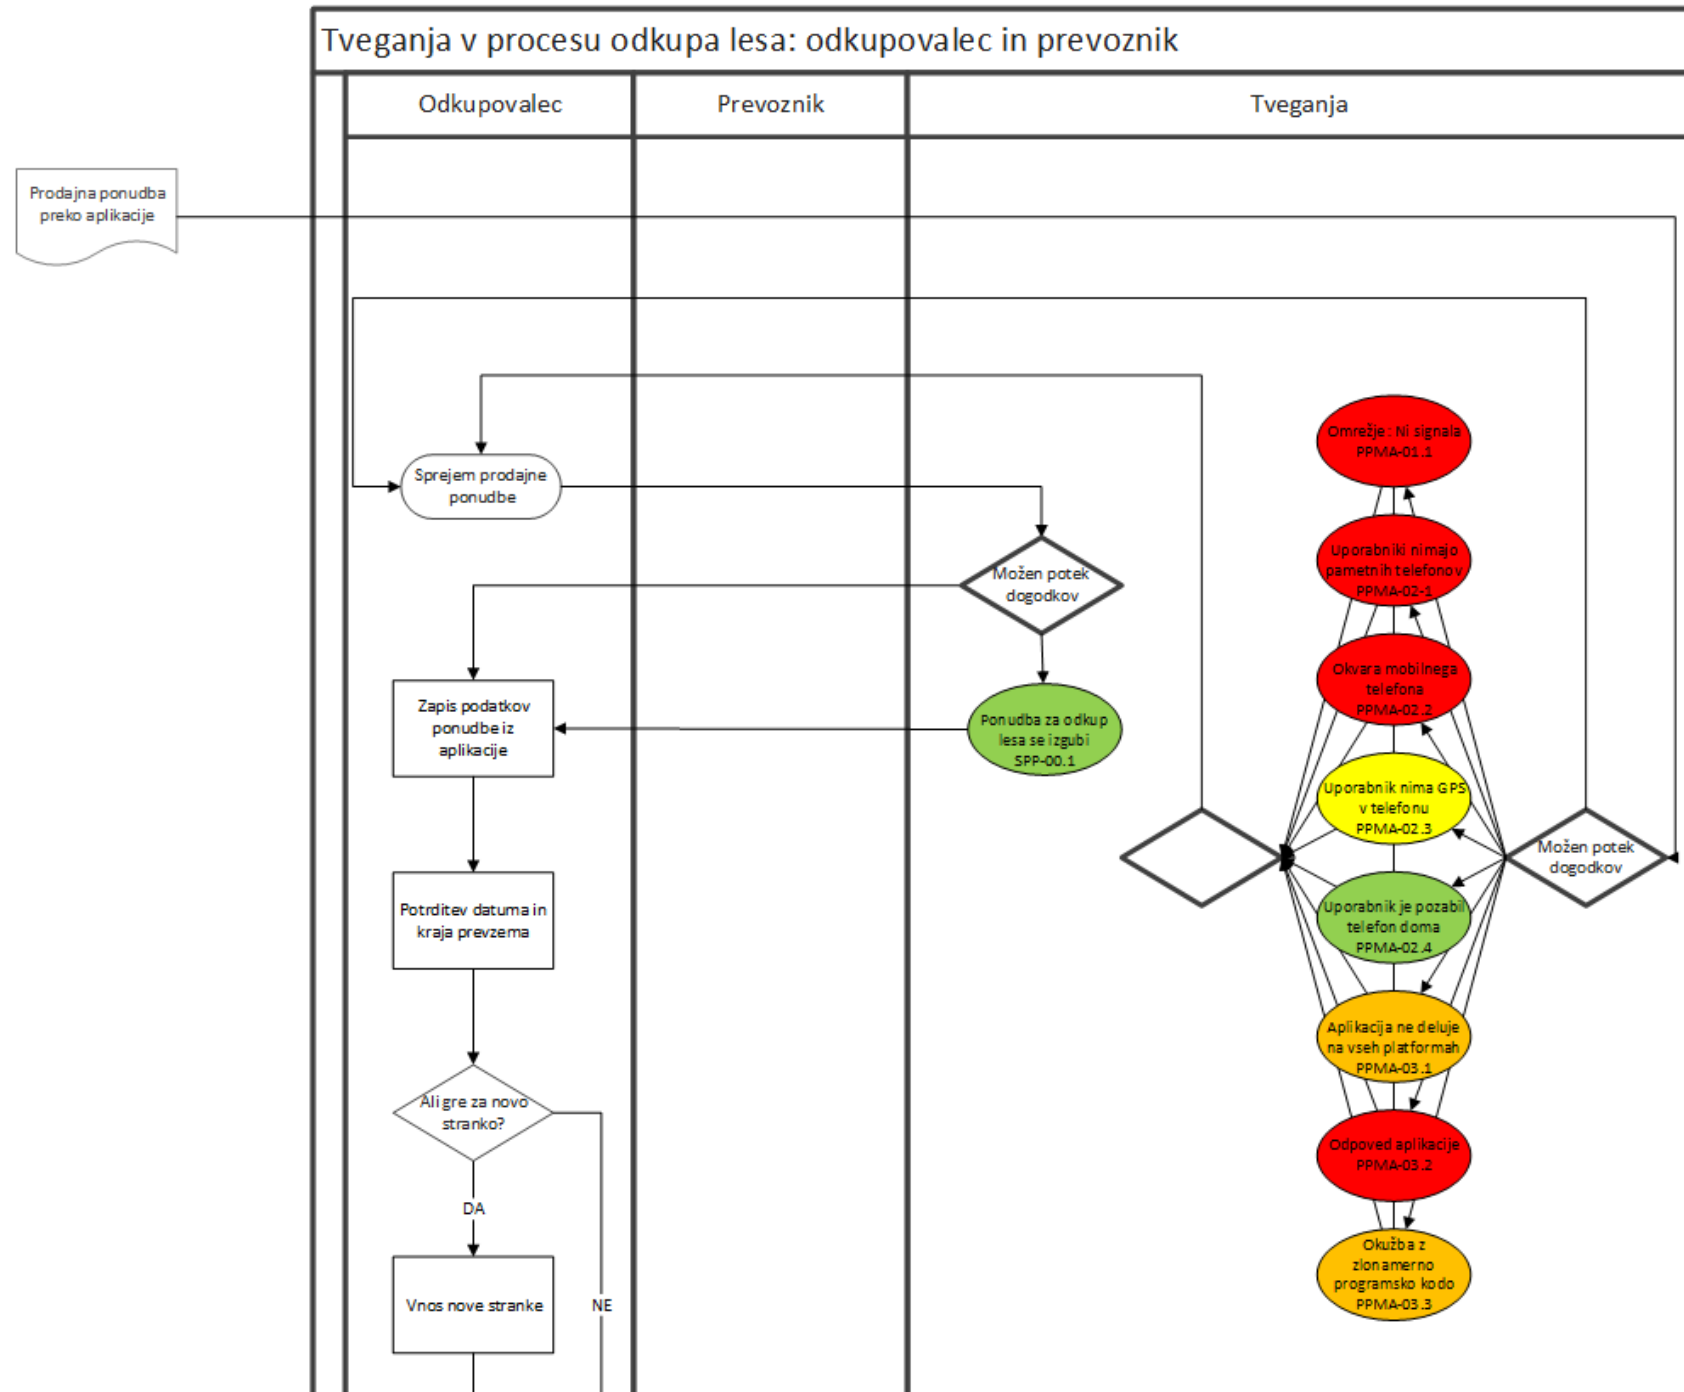 Tveganja v procesu odkupa lesa: odkupovalec in prevoznik
Odkupovalec
Prevoznik
Tveganja
Prodajna ponudba
preko aplikacije
Sprejem prodajne
ponudbe
Možen potek
dogodkov
Zapis podatkov
ponudbe iz
aplikacije
Ponudba za odkup
lesa se izgubi
SPP-00.1
Potrditev datuma in
kraja prevzema
Ali gre za novo
stranko?
DA
NE
Vnos nove stranke
Omrežje: Ni signala
PPMA-01.1
Uporabniki nimajo
pametnih telefonov
PPMA-02-1
Okvara mobilnega
telefona
PPMA-02.2
Uporabnik nima GPS
v telefonu
PPMA-02.3
Možen potek
dogodkov
Uporabnik je pozabil
telefon doma
PPMA-02.4
Aplikacija ne deluje
na vseh platformah
PPMA-03.1
Odpoved aplikacije
PPMA-03.2
Okužba z
zlonamerno
programsko kodo
PPMA-03.3